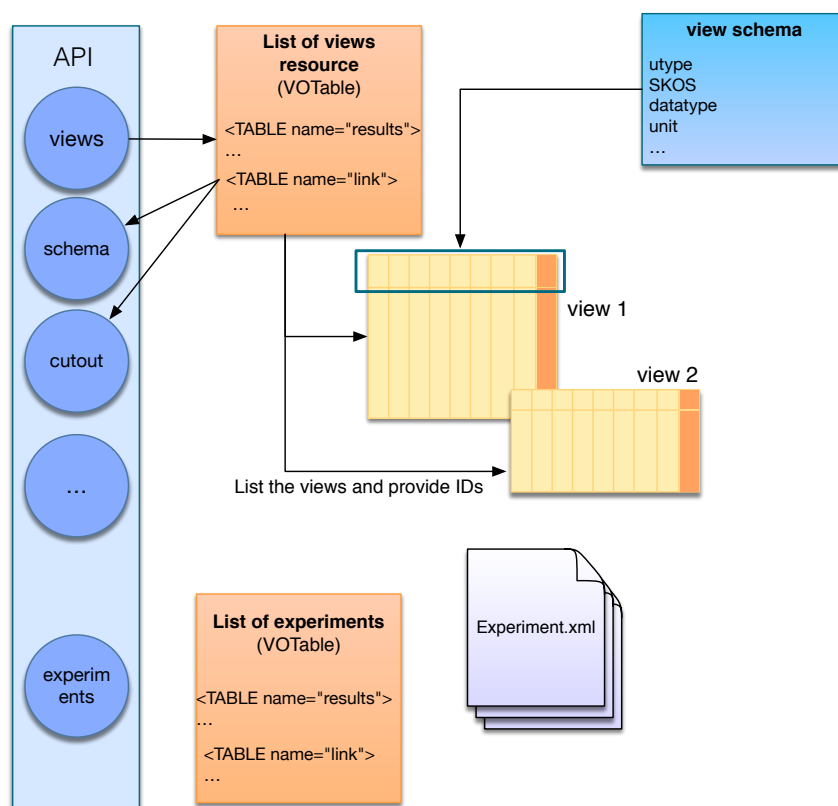 API
views
schema
cutout
...
experim
ents
List of views
resource
(VOTable)
<TABLE name="results">
...
<TABLE name="link">
...
view schema
utype
SKOS
datatype
unit
...
view 1
view 2
List the views and provide IDs
List of experiments
(VOTable)
<TABLE name="results">
...
<TABLE name="link">
...
Experiment.xml